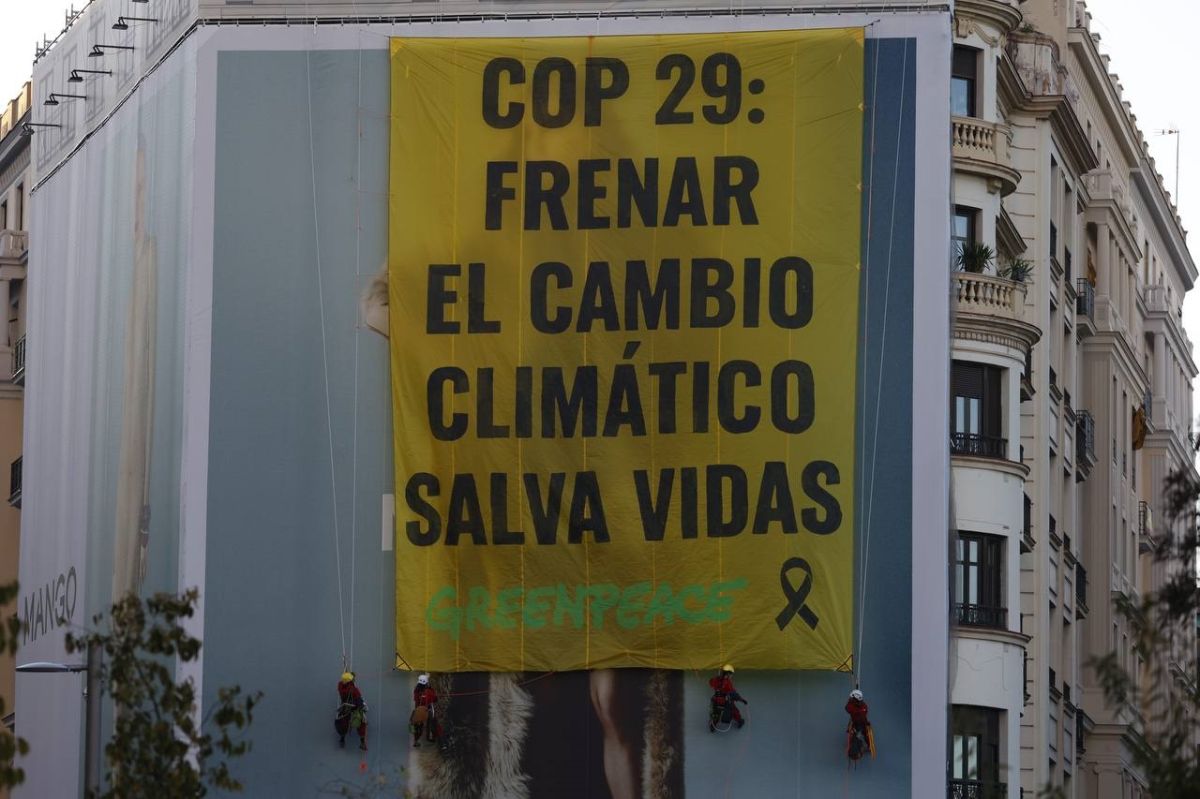 COP 29:
FRENAR
EL CAMBIO
CLIMÁTICO
SALVA VIDAS
GREENPEACE
MANGO